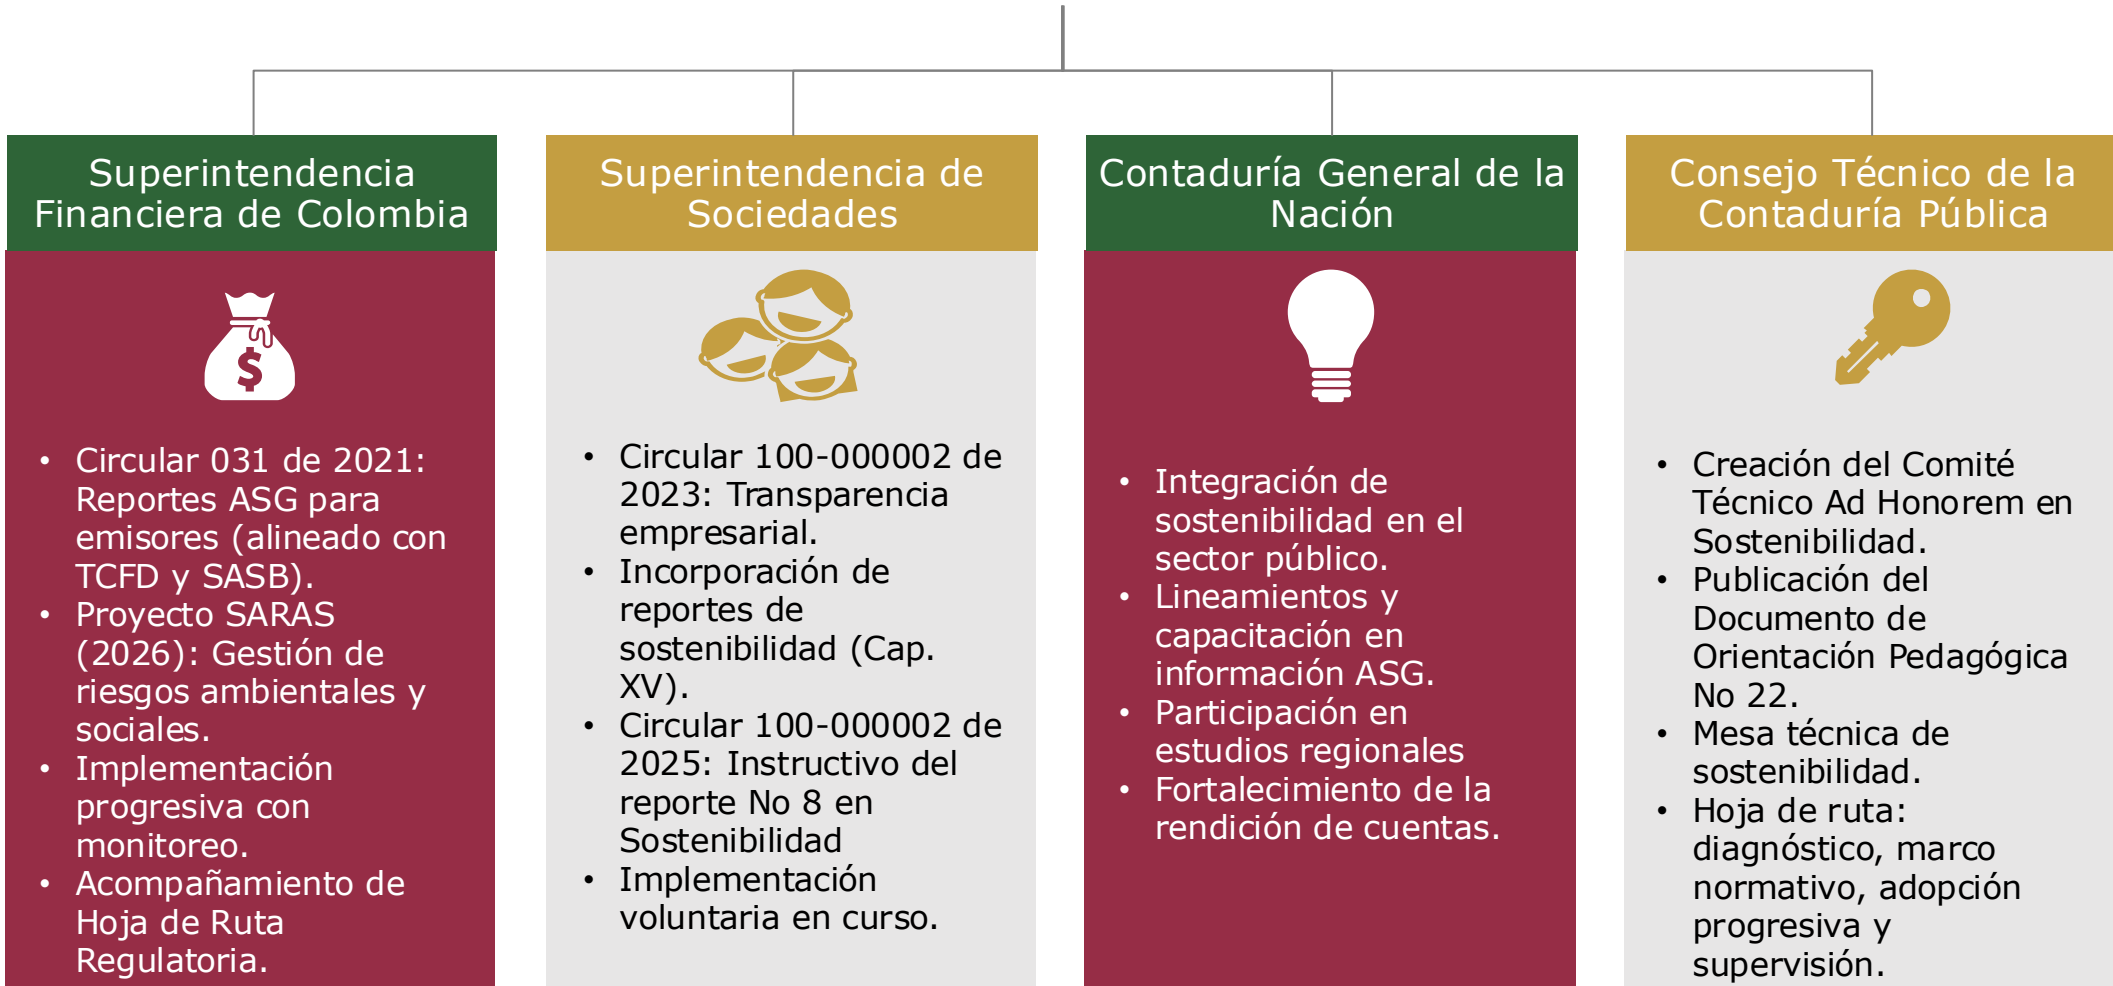 Superintendencia
Financiera de Colombia
$
• Circular 031 de 2021:
Reportes ASG para
emisores (alineado con
TCFD y SASB).
• Proyecto SARAS
(2026): Gestión de
riesgos ambientales y
sociales.
• Implementación
progresiva con
monitoreo.
• Acompañamiento de
Hoja de Ruta
Regulatoria.
Superintendencia de
Sociedades
• Circular 100-000002 de
2023: Transparencia
empresarial.
• Incorporación de
reportes de
sostenibilidad (Cap.
XV).
• Circular 100-000002 de
2025: Instructivo del
reporte No 8 en
Sostenibilidad
• Implementación
voluntaria en curso.
Contaduría General de la
Nación
• Integración de
sostenibilidad en el
sector público.
• Lineamientos y
capacitación en
información ASG.
• Participación en
estudios regionales
• Fortalecimiento de la
rendición de cuentas.
Consejo Técnico de la
Contaduría Pública
• Creación del Comité
Técnico Ad Honorem en
Sostenibilidad.
• Publicación del
Documento de
Orientación Pedagógica
No 22.
• Mesa técnica de
sostenibilidad.
• Hoja de ruta:
diagnóstico, marco
normativo, adopción
progresiva y
supervisión.